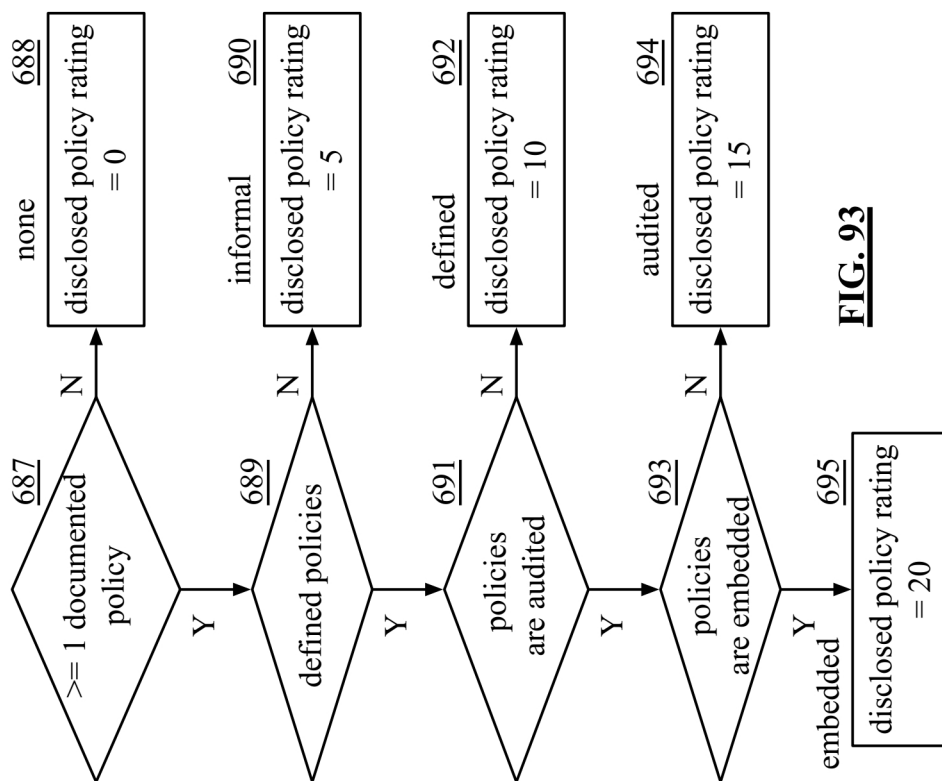 687
>= 1 documented
policy
N
none
688
disclosed policy rating
= 0
Y
689
defined policies
N
informal
690
disclosed policy rating
= 5
Y
691
policies
are audited
N
defined
692
disclosed policy rating
= 10
Y
693
policies
are embedded
N
audited
694
disclosed policy rating
= 15
Y
embedded
695
disclosed policy rating
= 20
FIG. 93